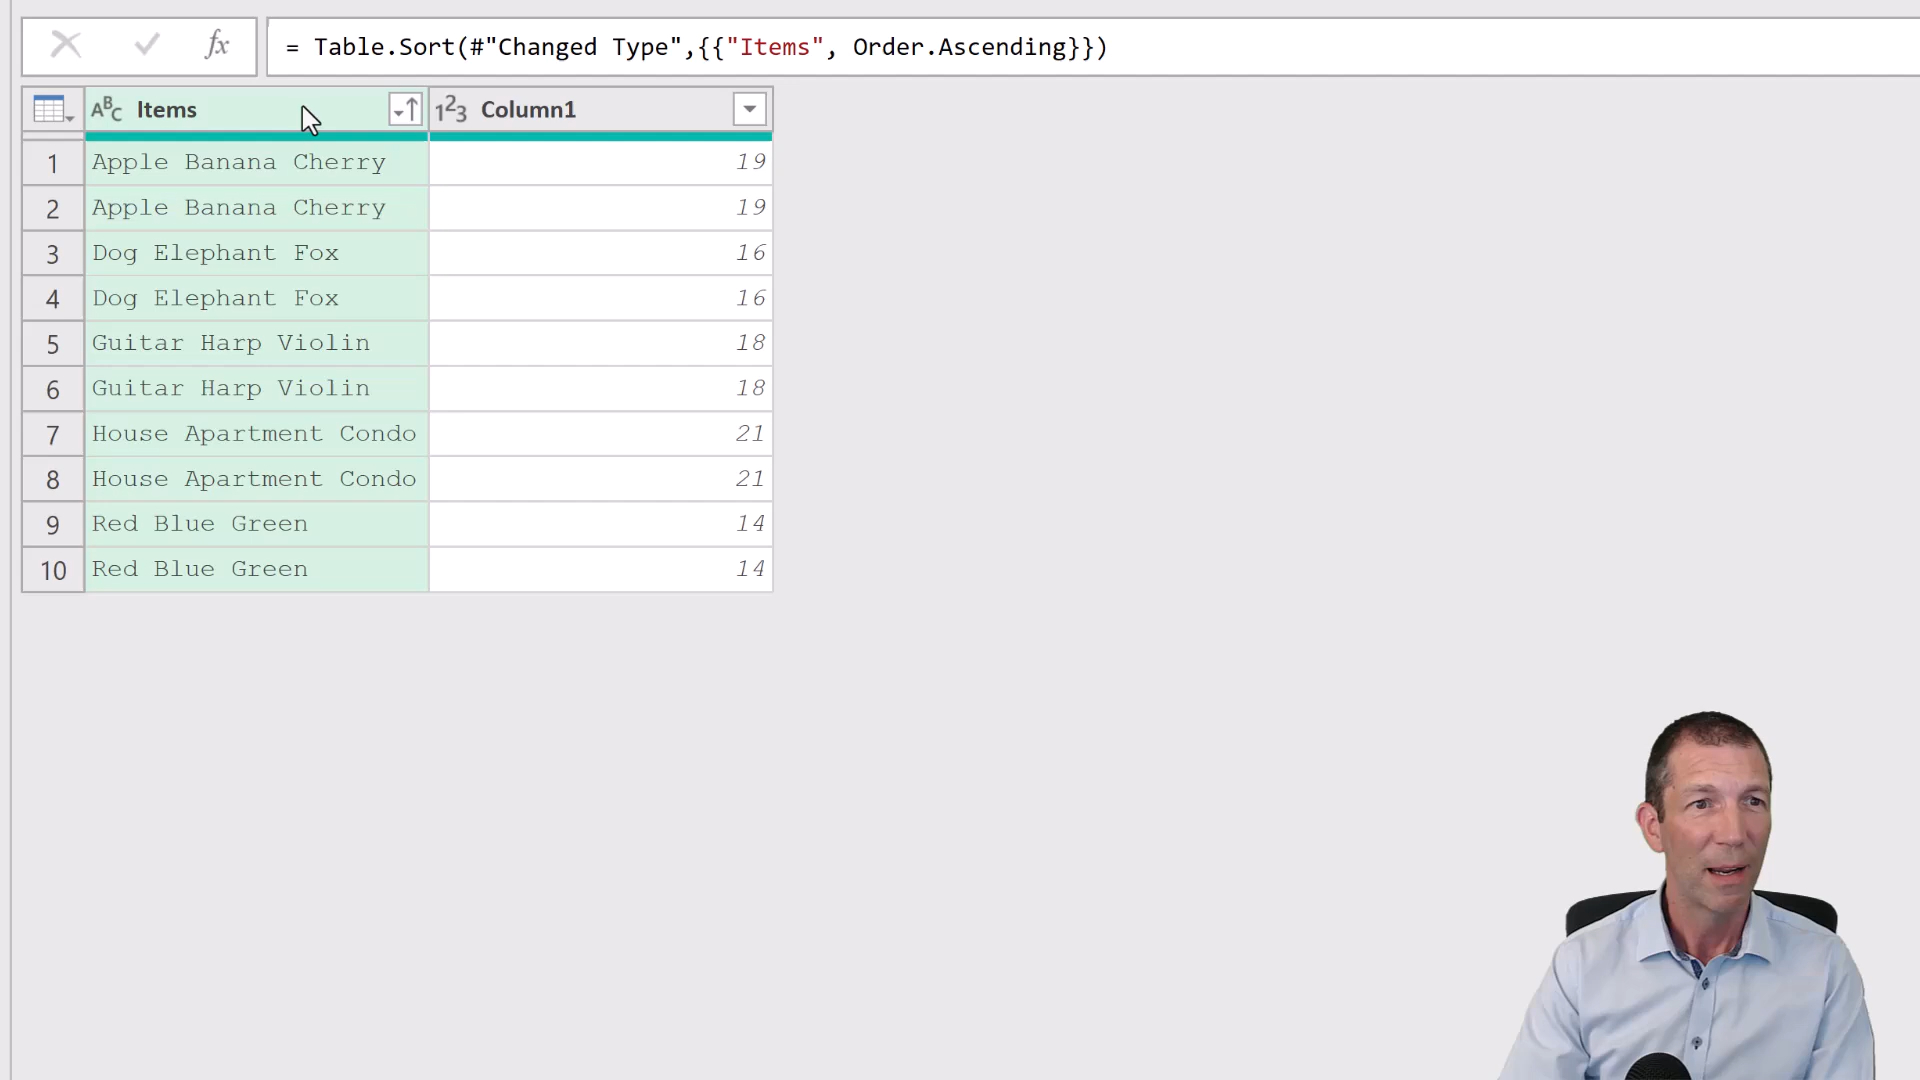 fx = Table.Sort(#"Changed Type",{{"Items", Order.Ascending}})
ABC Items 123 Column1
1 Apple Banana Cherry 19
2 Apple Banana Cherry 19
3 Dog Elephant Fox 16
4 Dog Elephant Fox 16
5 Guitar Harp Violin 18
6 Guitar Harp Violin 18
7 House Apartment Condo 21
8 House Apartment Condo 21
9 Red Blue Green 14
10 Red Blue Green 14